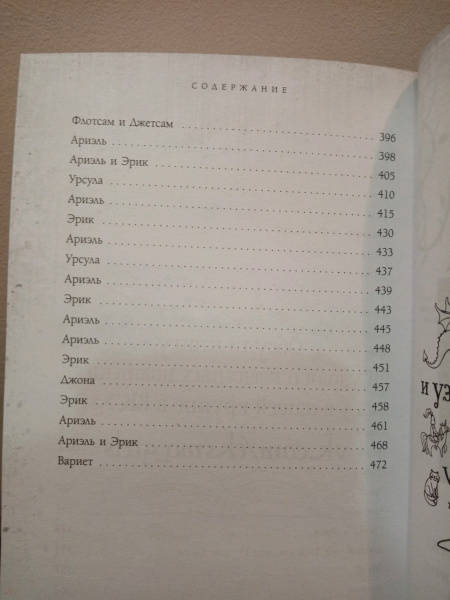 СОДЕРЖАНИЕ
Флотсам и Джетсам 396
Ариэль 398
Ариэль и Эрик 405
Урсула 410
Ариэль 415
Эрик 430
Ариэль 433
Урсула 437
Ариэль 439
Эрик 443
Ариэль 445
Ариэль 448
Эрик 451
Джона 457
Эрик 458
Ариэль 461
Ариэль и Эрик 468
Вариет 472